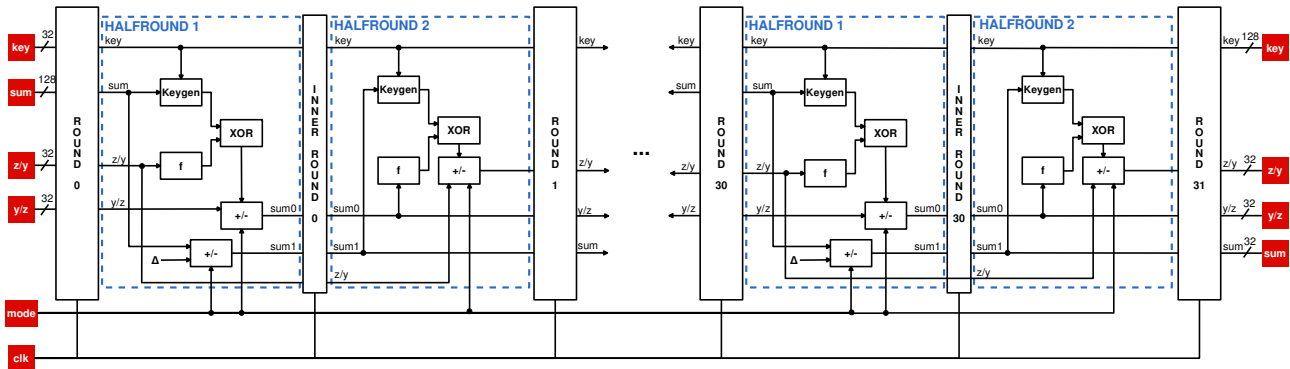 HALFROUND 1
HALFROUND 2
HALFROUND 1
HALFROUND 2
key
32
key
key
key
key
key
key
key
128
key
sum
128
sum
Keygen
Keygen
sum
sum
Keygen
Keygen
XOR
XOR
XOR
XOR
ROUND 0
INNER ROUND 0
ROUND 1
...
ROUND 30
INNER ROUND 30
ROUND 31
z/y
32
z/y
f
f
+/-
z/y
z/y
z/y
f
f
+/-
z/y
32
z/y
y/z
32
y/z
+/-
sum0
sum0
y/z
y/z
y/z
+/-
sum0
sum0
y/z
32
y/z
Δ
+/-
sum1
sum1
sum
Δ
+/-
sum1
sum1
sum
32
sum
z/y
z/y
mode
clk